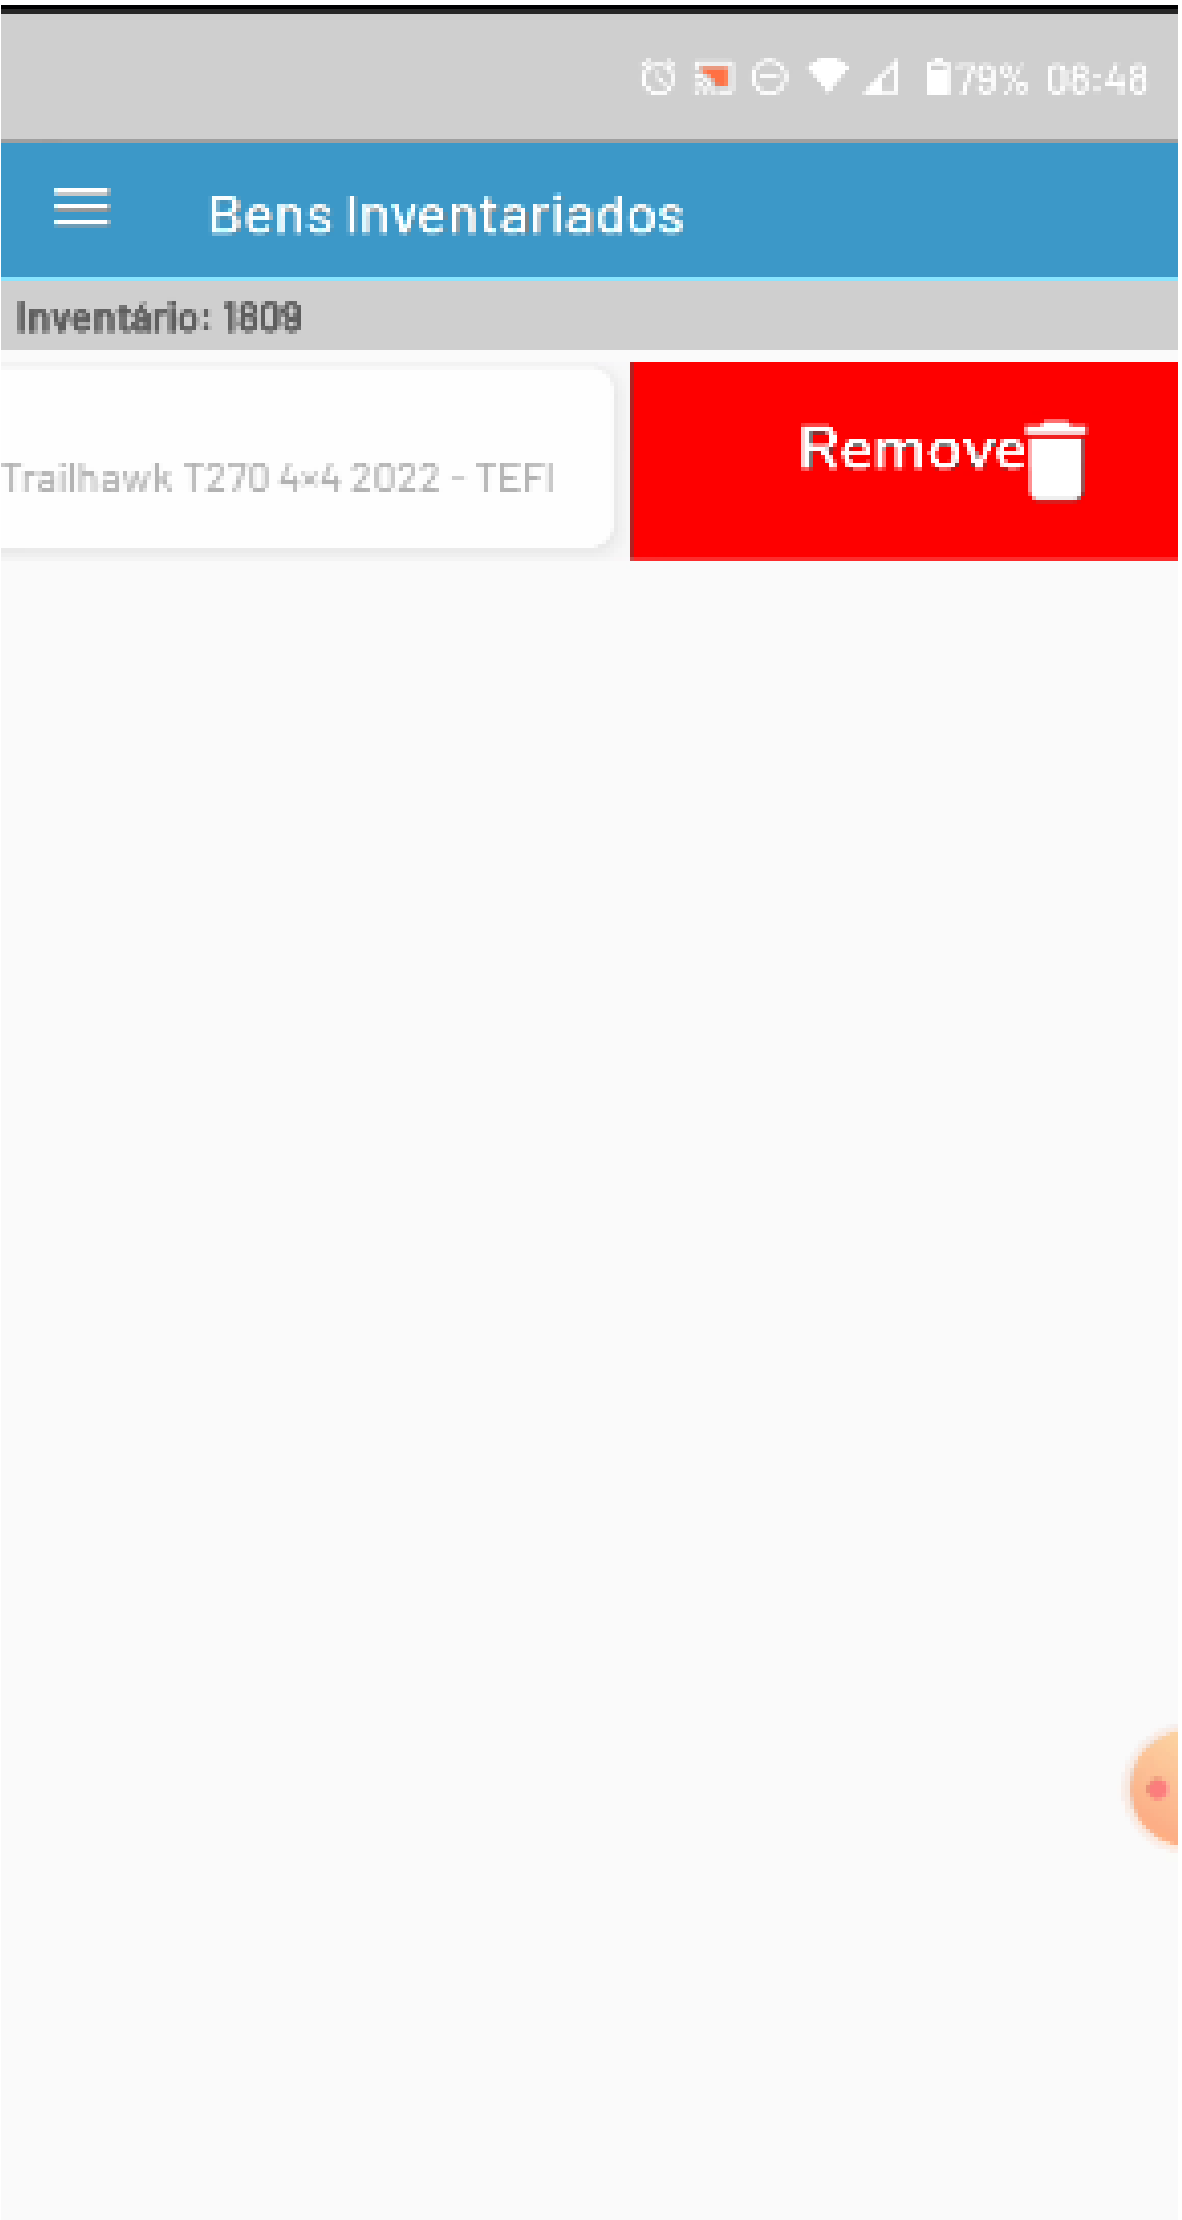 79% 08:48
Bens Inventariados
Inventário: 1809
Trailhawk T270 4x4 2022 - TEFI
Remove